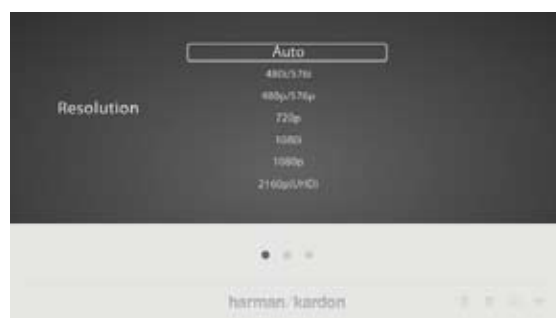 Auto
480i/576i
480p/576p
Resolution
720p
1080i
1080p
2160p(UHD)
harman/kardon